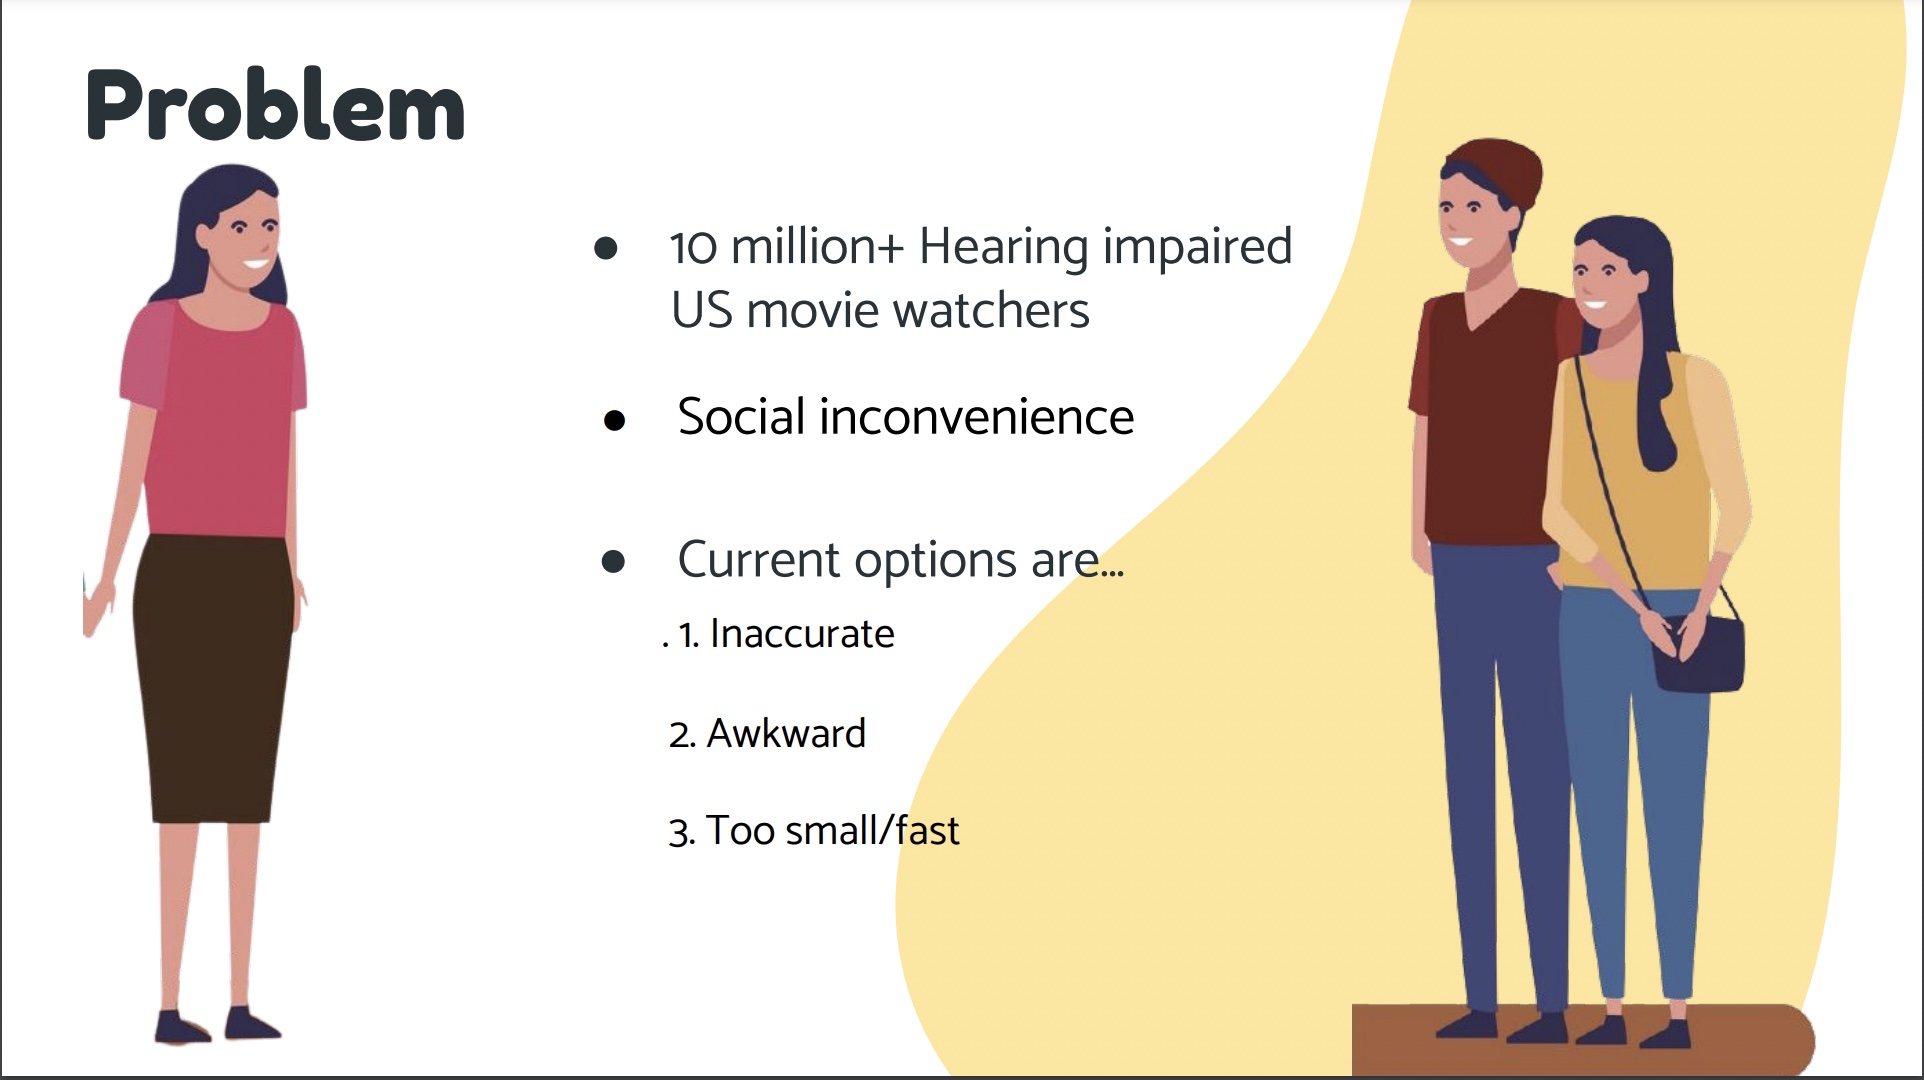 Problem
● 10 million+ Hearing impaired
US movie watchers
● Social inconvenience
● Current options are...
. 1. Inaccurate
2. Awkward
3. Too small/fast